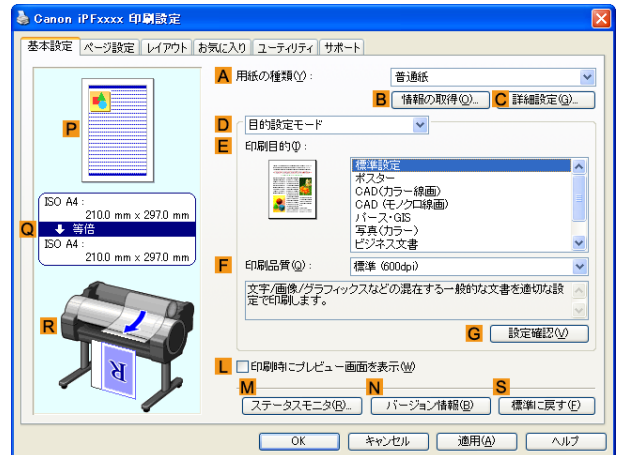 Canon iPFxxxx 印刷設定
基本設定 ページ設定 レイアウト お気に入り ユーティリティ サポート
A 用紙の種類(Y): 普通紙
B 情報の取得(O)... C 詳細設定(G)...
D 目的設定モード
E 印刷目的(I):
標準設定
ポスター
CAD(カラー線画)
CAD (モノクロ線画)
パース・GIS
写真(カラー)
ビジネス文書
P
Q
ISO A4 :
210.0 mm x 297.0 mm
等倍
ISO A4 :
210.0 mm x 297.0 mm
F 印刷品質(Q): 標準 (600dpi)
文字/画像/グラフィックスなどの混在する一般的な文書を適切な設
定で印刷します。
G 設定確認(V)
R
R
L 印刷時にプレビュー画面を表示(W)
M ステータスモニタ(R)... N バージョン情報(B) S 標準に戻す(F)
OK キャンセル 適用(A) ヘルプ